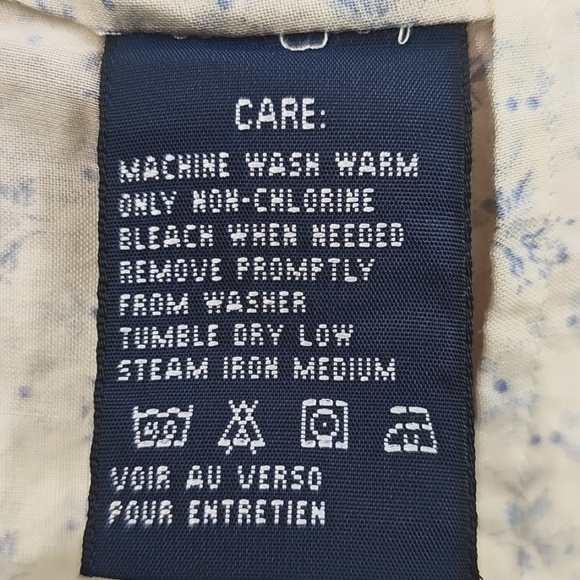 CARE:
MACHINE WASH WARM
ONLY NON-CHLORINE
BLEACH WHEN NEEDED
REMOVE PROMPTLY
FROM WASHER
TUMBLE DRY LOW
STEAM IRON MEDIUM
40
VOIR AU VERSO
POUR ENTRETIEN